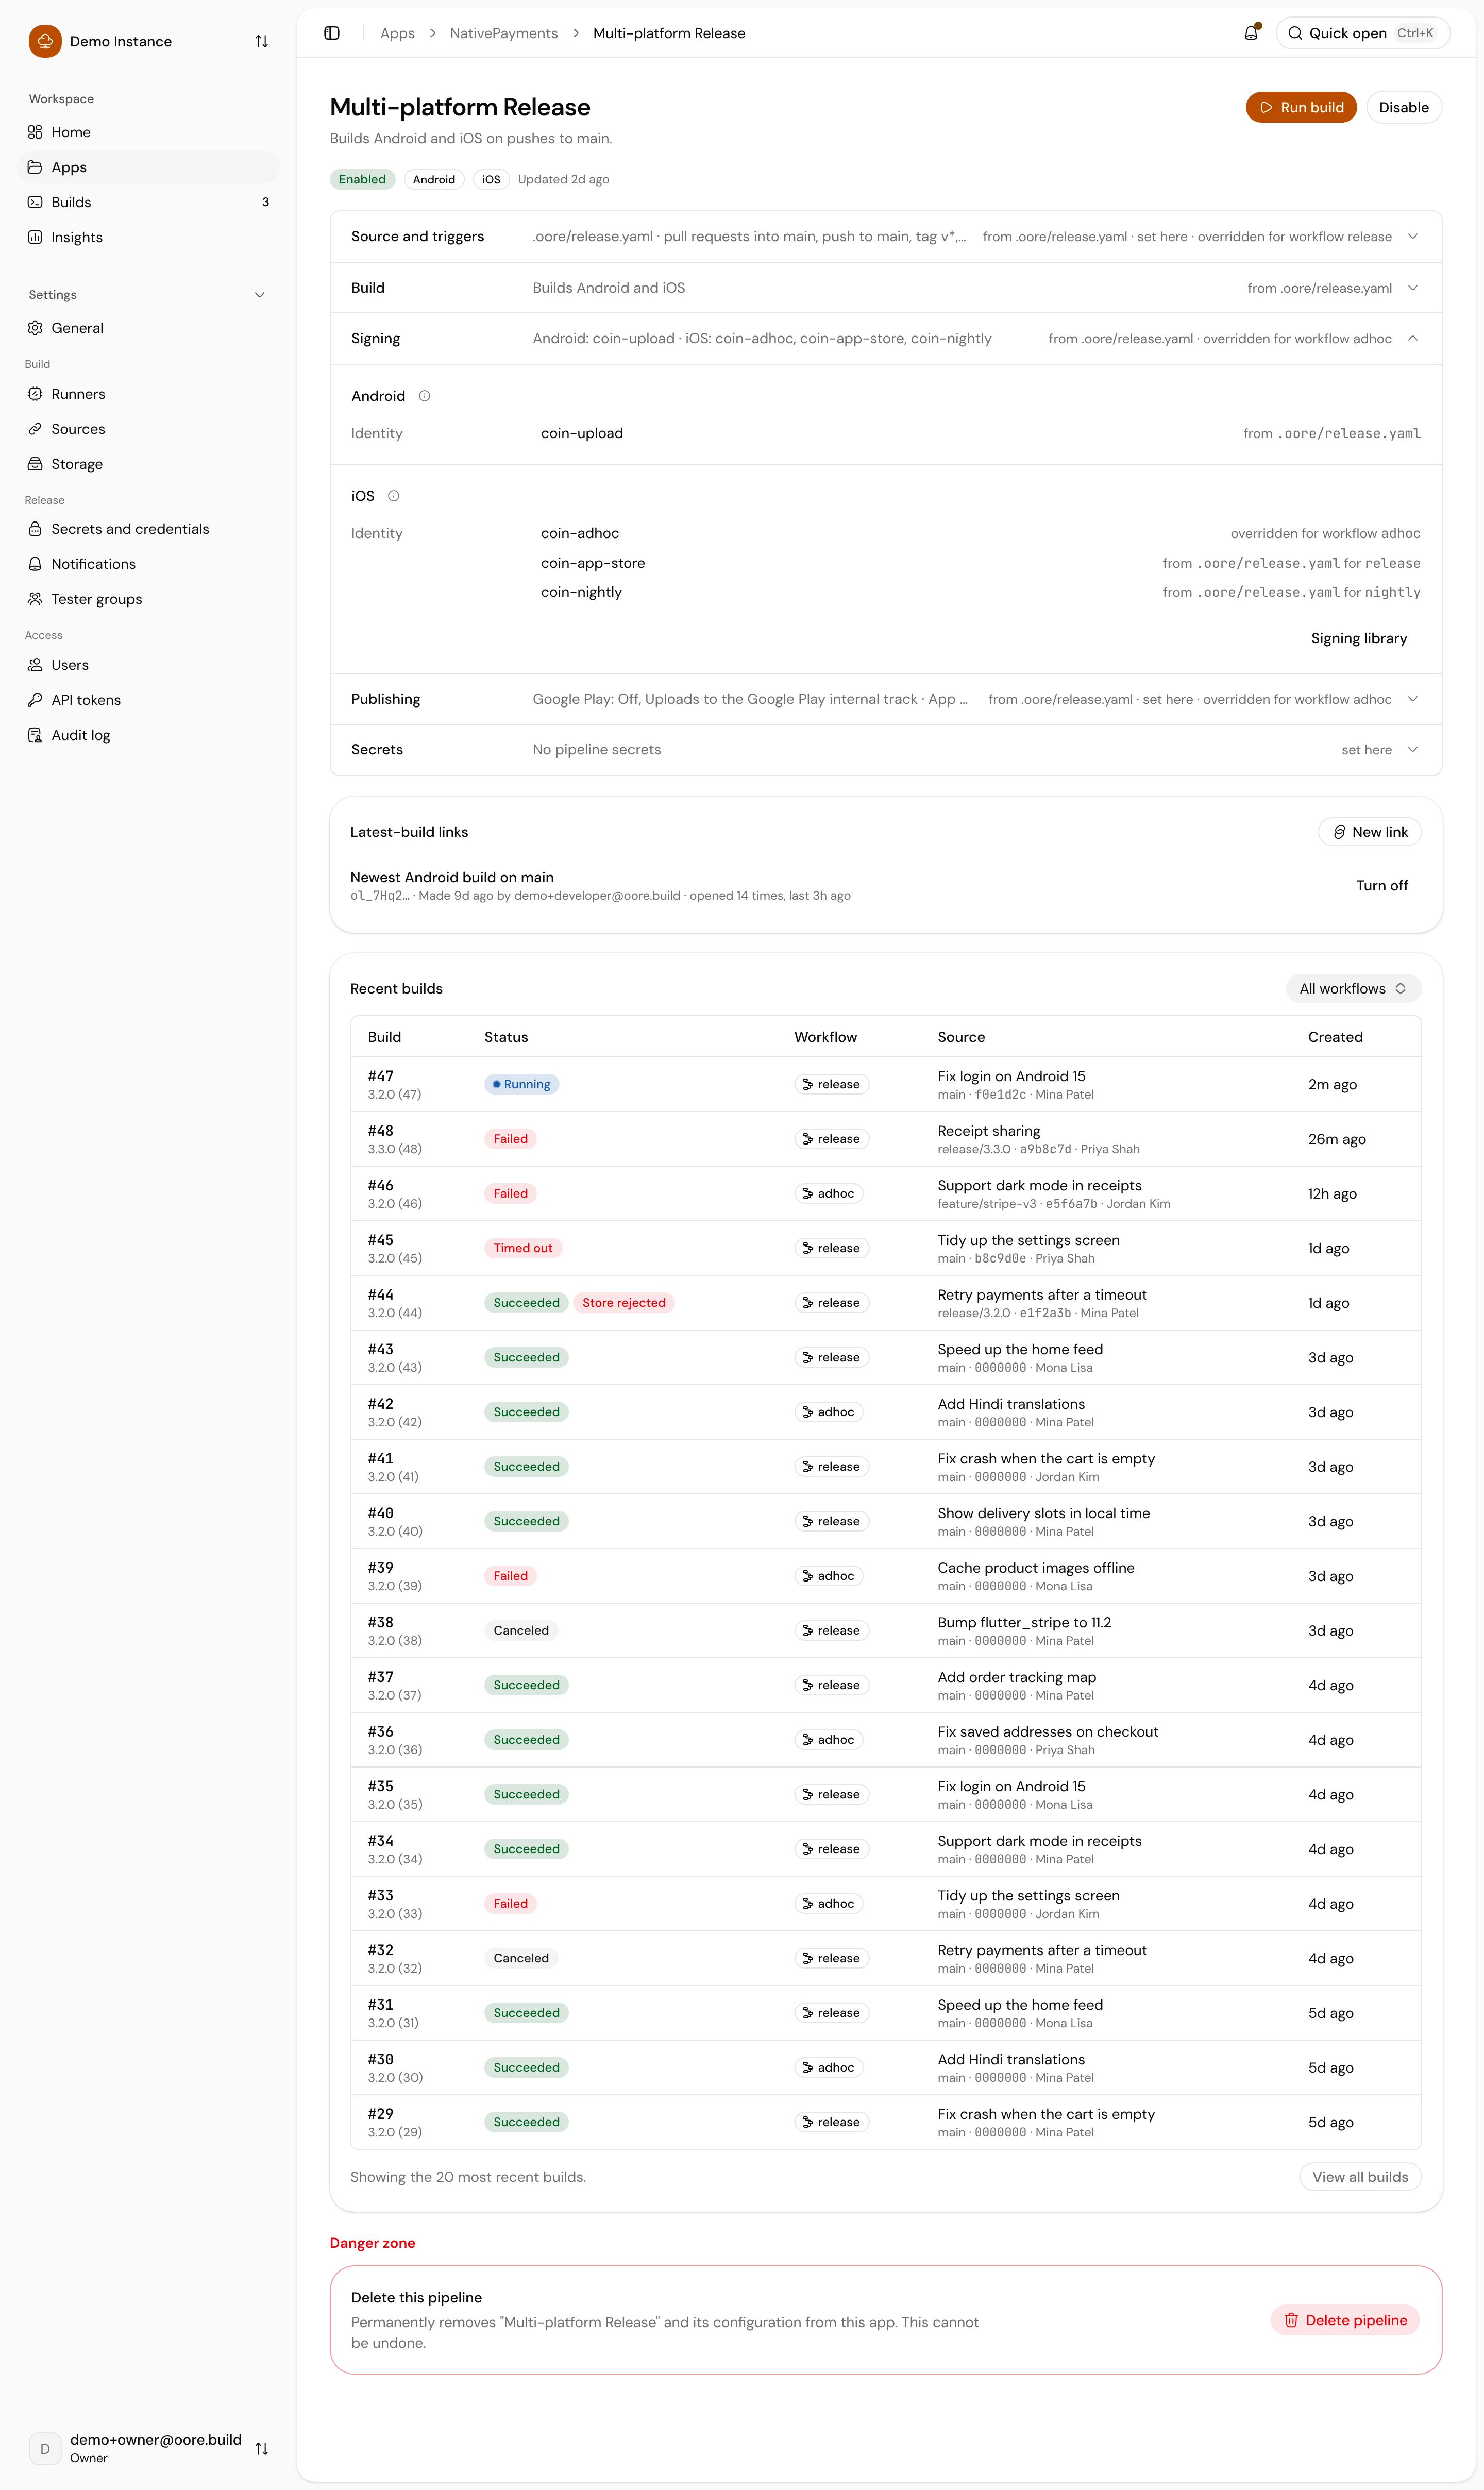 Demo Instance
Workspace
Home
Apps
Builds 3
Insights
Settings
General
Build
Runners
Sources
Storage
Release
Secrets and credentials
Notifications
Tester groups
Access
Users
API tokens
Audit log
D
demo+owner@oore.build
Owner
Apps > NativePayments > Multi-platform Release
Quick open Ctrl+K
Multi-platform Release
Run build
Disable
Builds Android and iOS on pushes to main.
Enabled Android iOS Updated 2d ago
Source and triggers .oore/release.yaml · pull requests into main, push to main, tag v*,... from .oore/release.yaml · set here · overridden for workflow release
Build Builds Android and iOS from .oore/release.yaml
Signing Android: coin-upload · iOS: coin-adhoc, coin-app-store, coin-nightly from .oore/release.yaml · overridden for workflow adhoc
Android
Identity coin-upload from .oore/release.yaml
iOS
Identity coin-adhoc overridden for workflow adhoc
coin-app-store from .oore/release.yaml for release
coin-nightly from .oore/release.yaml for nightly
Signing library
Publishing Google Play: Off, Uploads to the Google Play internal track · App ... from .oore/release.yaml · set here · overridden for workflow adhoc
Secrets No pipeline secrets set here
Latest-build links
New link
Newest Android build on main
ol_7Hq2… · Made 9d ago by demo+developer@oore.build · opened 14 times, last 3h ago
Turn off
Recent builds
All workflows
Build Status Workflow Source Created
#47 Running release Fix login on Android 15 2m ago
3.2.0 (47) main · f0e1d2c · Mina Patel
#48 Failed release Receipt sharing 26m ago
3.3.0 (48) release/3.3.0 · a9b8c7d · Priya Shah
#46 Failed adhoc Support dark mode in receipts 12h ago
3.2.0 (46) feature/stripe-v3 · e5f6a7b · Jordan Kim
#45 Timed out release Tidy up the settings screen 1d ago
3.2.0 (45) main · b8c9d0e · Priya Shah
#44 Succeeded Store rejected release Retry payments after a timeout 1d ago
3.2.0 (44) release/3.2.0 · e1f2a3b · Mina Patel
#43 Succeeded release Speed up the home feed 3d ago
3.2.0 (43) main · 0000000 · Mona Lisa
#42 Succeeded adhoc Add Hindi translations 3d ago
3.2.0 (42) main · 0000000 · Mina Patel
#41 Succeeded release Fix crash when the cart is empty 3d ago
3.2.0 (41) main · 0000000 · Jordan Kim
#40 Succeeded release Show delivery slots in local time 3d ago
3.2.0 (40) main · 0000000 · Mina Patel
#39 Failed adhoc Cache product images offline 3d ago
3.2.0 (39) main · 0000000 · Mona Lisa
#38 Canceled release Bump flutter_stripe to 11.2 3d ago
3.2.0 (38) main · 0000000 · Mina Patel
#37 Succeeded release Add order tracking map 4d ago
3.2.0 (37) main · 0000000 · Mina Patel
#36 Succeeded adhoc Fix saved addresses on checkout 4d ago
3.2.0 (36) main · 0000000 · Priya Shah
#35 Succeeded release Fix login on Android 15 4d ago
3.2.0 (35) main · 0000000 · Mona Lisa
#34 Succeeded release Support dark mode in receipts 4d ago
3.2.0 (34) main · 0000000 · Mina Patel
#33 Failed adhoc Tidy up the settings screen 4d ago
3.2.0 (33) main · 0000000 · Jordan Kim
#32 Canceled release Retry payments after a timeout 4d ago
3.2.0 (32) main · 0000000 · Mina Patel
#31 Succeeded release Speed up the home feed 5d ago
3.2.0 (31) main · 0000000 · Mona Lisa
#30 Succeeded adhoc Add Hindi translations 5d ago
3.2.0 (30) main · 0000000 · Mina Patel
#29 Succeeded release Fix crash when the cart is empty 5d ago
3.2.0 (29) main · 0000000 · Mina Patel
Showing the 20 most recent builds.
View all builds
Danger zone
Delete this pipeline
Permanently removes "Multi-platform Release" and its configuration from this app. This cannot
be undone.
Delete pipeline